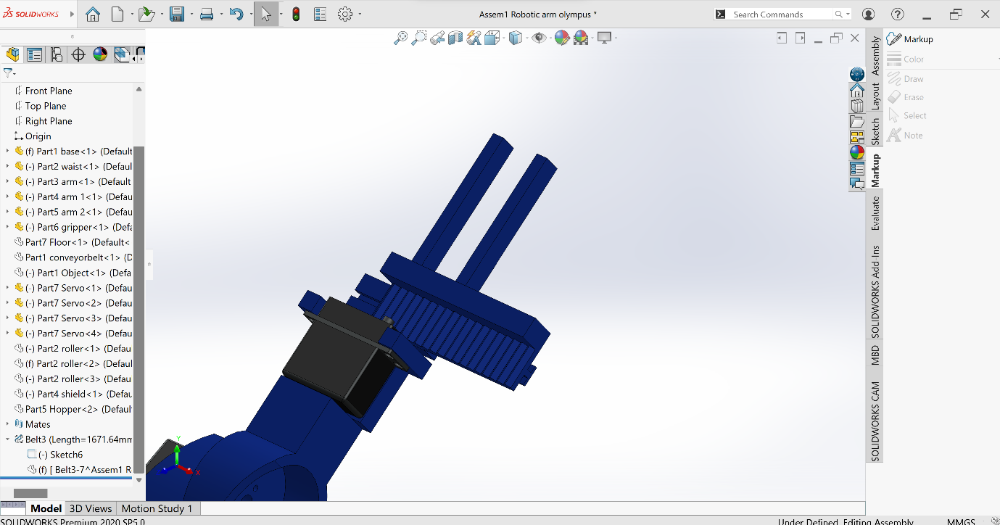 SOLIDWORKS
Assem1 Robotic arm olympus *
Search Commands
Front Plane
Top Plane
Right Plane
Origin
(f) Part1 base<1> (Default
(-) Part2 waist<1> (Defaul
(-) Part3 arm<1> (Default
(-) Part4 arm 1<1> (Defau
(-) Part5 arm 2<1> (Defau
(-) Part6 gripper<1> (Defa
Part7 Floor<1> (Default<
Part1 conveyorbelt<1> (D
(-) Part1 Object<1> (Defa
(-) Part7 Servo<1> (Defau
(-) Part7 Servo<2> (Defau
(-) Part7 Servo<3> (Defau
(-) Part7 Servo<4> (Defau
(-) Part2 roller<1> (Defau
(f) Part2 roller<2> (Defaul
(-) Part2 roller<3> (Defau
(-) Part4 shield<1> (Defau
Part5 Hopper<2> (Defaul
Mates
Belt3 (Length=1671.64mm
(-) Sketch6
(f) [ Belt3-7^Assem1 R
Y
X
Assembly
Layout
Sketch
Markup
Evaluate
SOLIDWORKS Add-Ins
MBD
SOLIDWORKS CAM
Markup
Color
Draw
Erase
Select
Note
Model
3D Views
Motion Study 1
SOLIDWORKS Premium 2020 SP5.0
Under Defined
Editing Assembly
MMGS